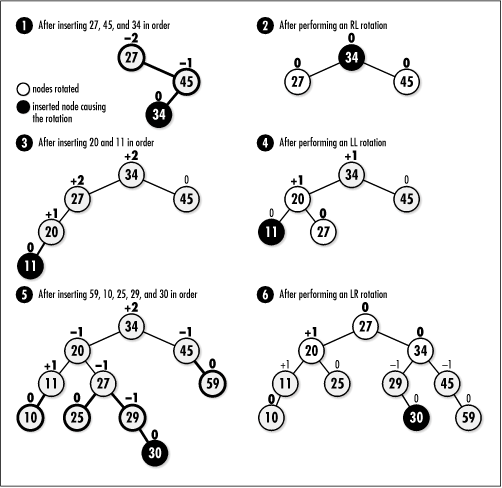 1 After inserting 27, 45, and 34 in order
−2
27
−1
45
0
34
nodes rotated
inserted node causing
the rotation
2 After performing an RL rotation
0
34
0 0
27 45
3 After inserting 20 and 11 in order
+2
34
+2 0
27 45
+1
20
0
11
4 After performing an LL rotation
+1
34
+1 0
20 45
0 0
11 27
5 After inserting 59, 10, 25, 29, and 30 in order
+2
34
−1 −1
20 45
+1 −1 0
11 27 59
0 0 −1
10 25 29
0
30
6 After performing an LR rotation
0
27
+1 0
20 34
+1 0 −1 −1
11 25 29 45
0 0 0
10 30 59